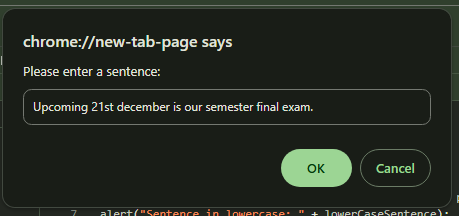 chrome://new-tab-page says
Please enter a sentence:
Upcoming 21st december is our semester final exam.
OK
Cancel
7 alert("Sentence in lowercase: " + lowerCaseSentence);